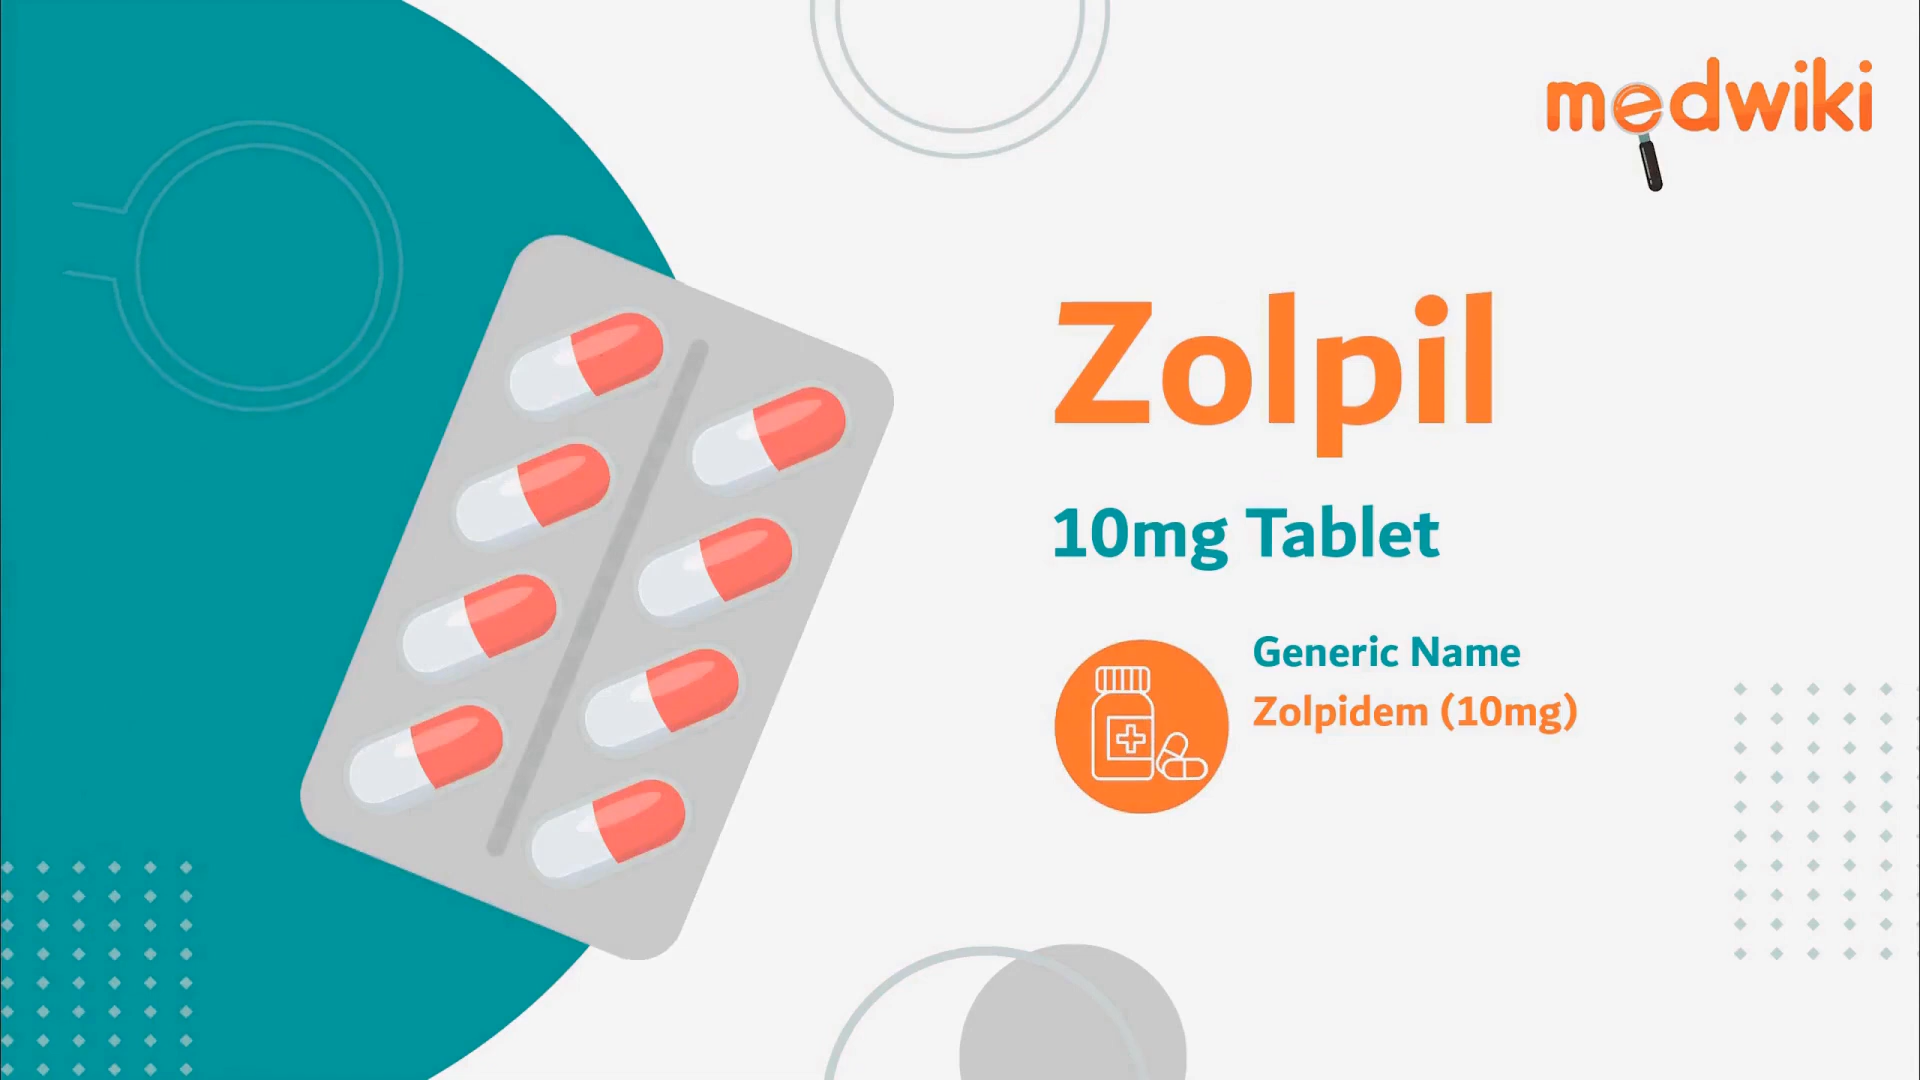 medwiki
Zolpil
10mg Tablet
Generic Name
Zolpidem (10mg)